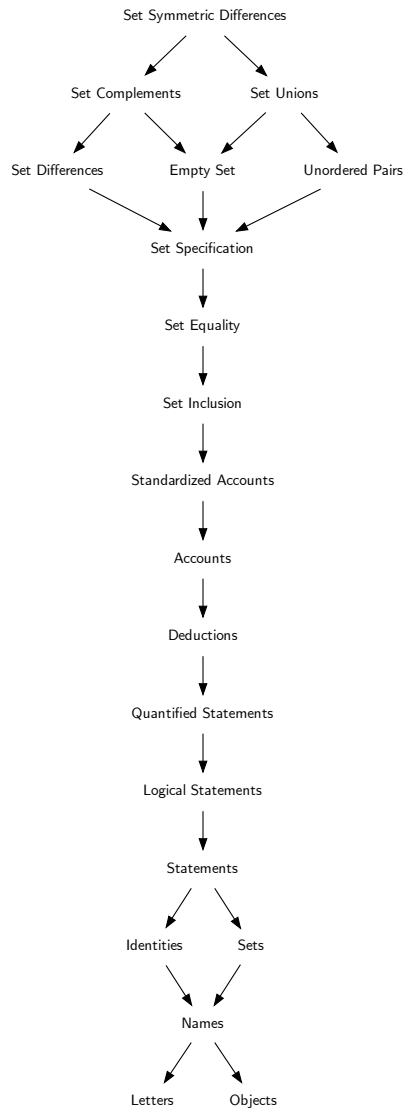 Set Symmetric Differences
Set Complements
Set Unions
Set Differences
Empty Set
Unordered Pairs
Set Specification
Set Equality
Set Inclusion
Standardized Accounts
Accounts
Deductions
Quantified Statements
Logical Statements
Statements
Identities
Sets
Names
Letters
Objects